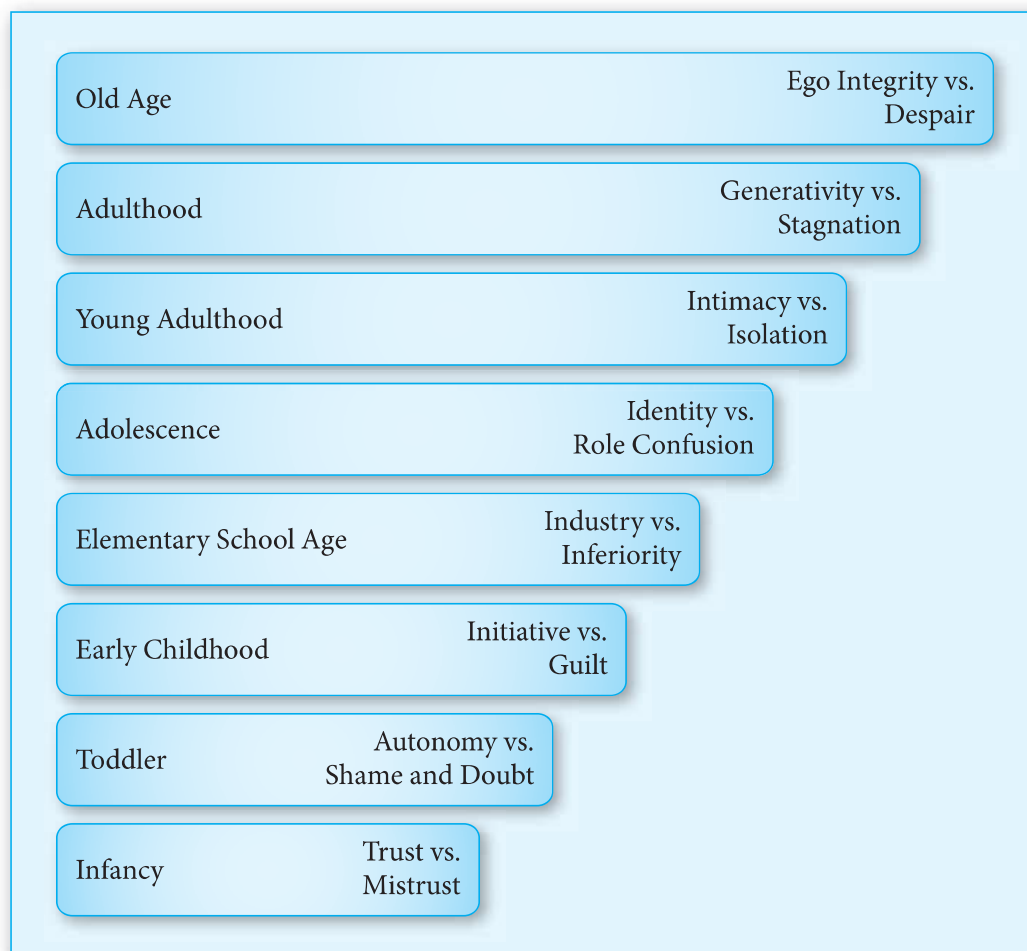 Old Age
Ego Integrity vs.
Despair
Adulthood
Generativity vs.
Stagnation
Young Adulthood
Intimacy vs.
Isolation
Adolescence
Identity vs.
Role Confusion
Elementary School Age
Industry vs.
Inferiority
Early Childhood
Initiative vs.
Guilt
Toddler
Autonomy vs.
Shame and Doubt
Infancy
Trust vs.
Mistrust